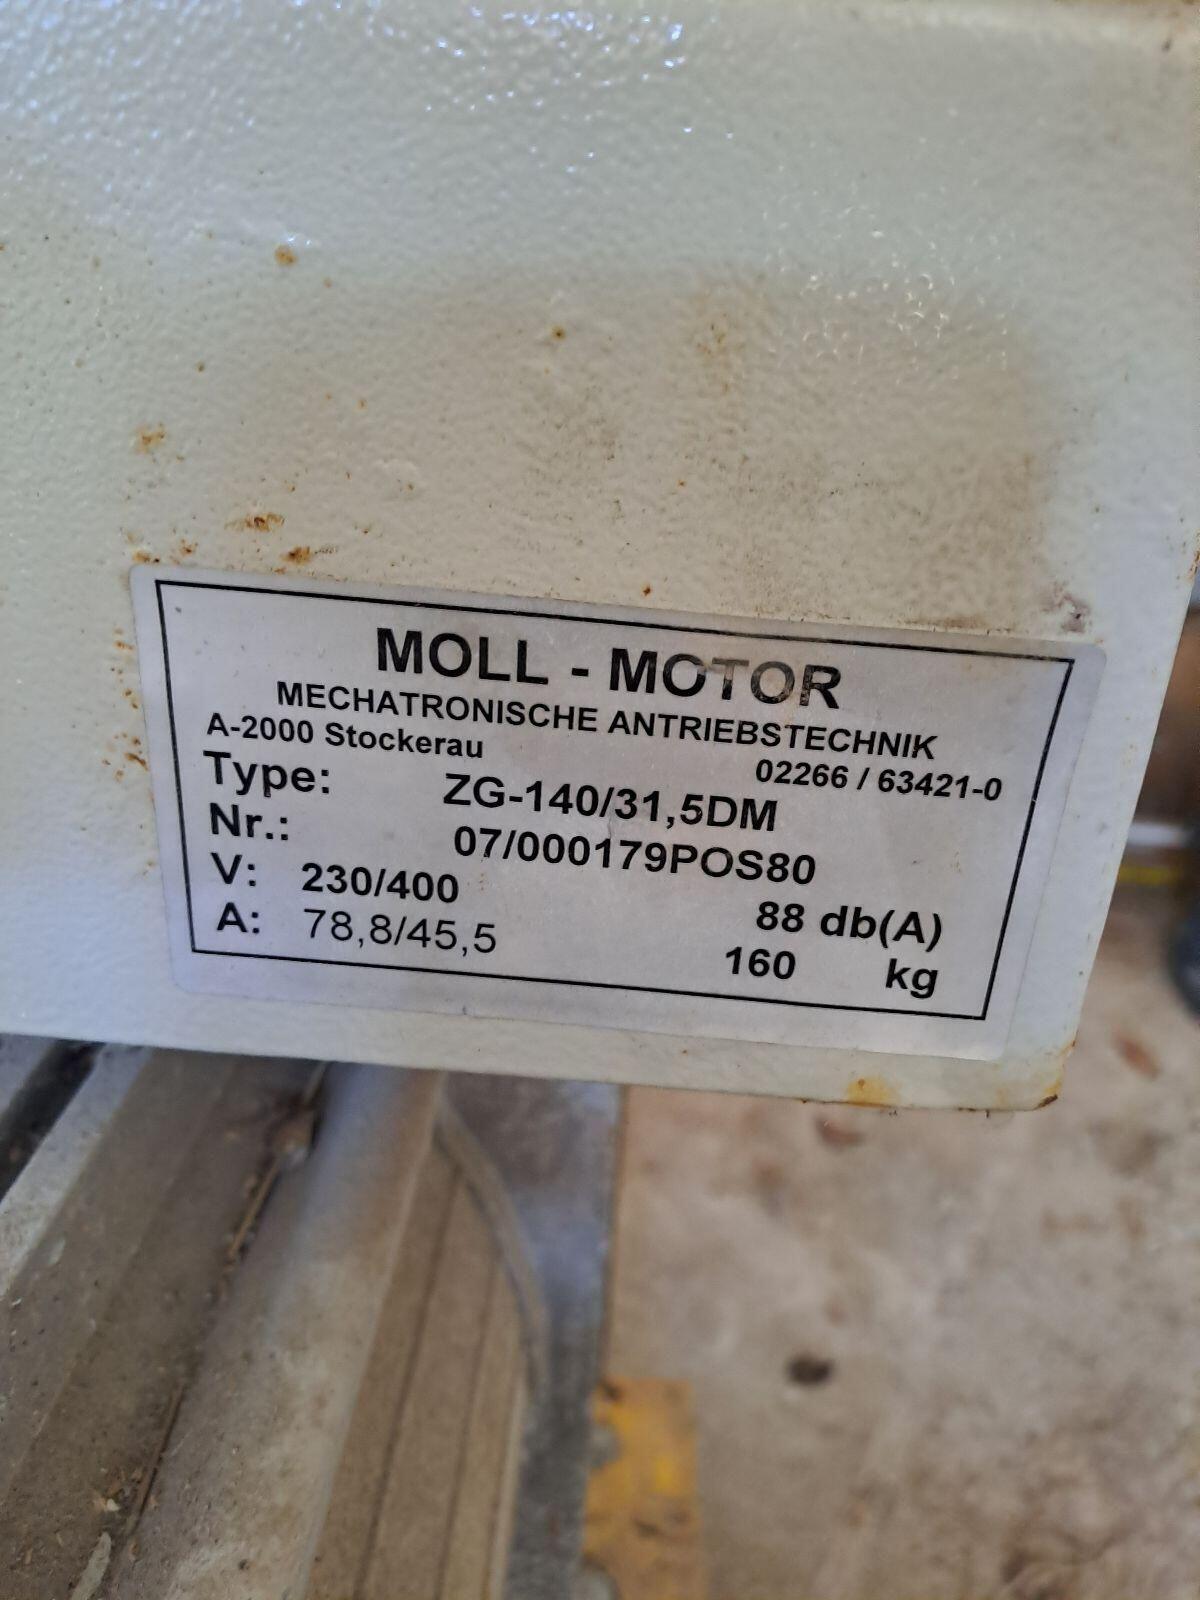 MOLL - MOTOR
MECHATRONISCHE ANTRIEBSTECHNIK
A-2000 Stockerau 02266 / 63421-0
Type: ZG-140/31,5DM
Nr.: 07/000179POS80
V: 230/400 88 db(A)
A: 78,8/45,5 160 kg